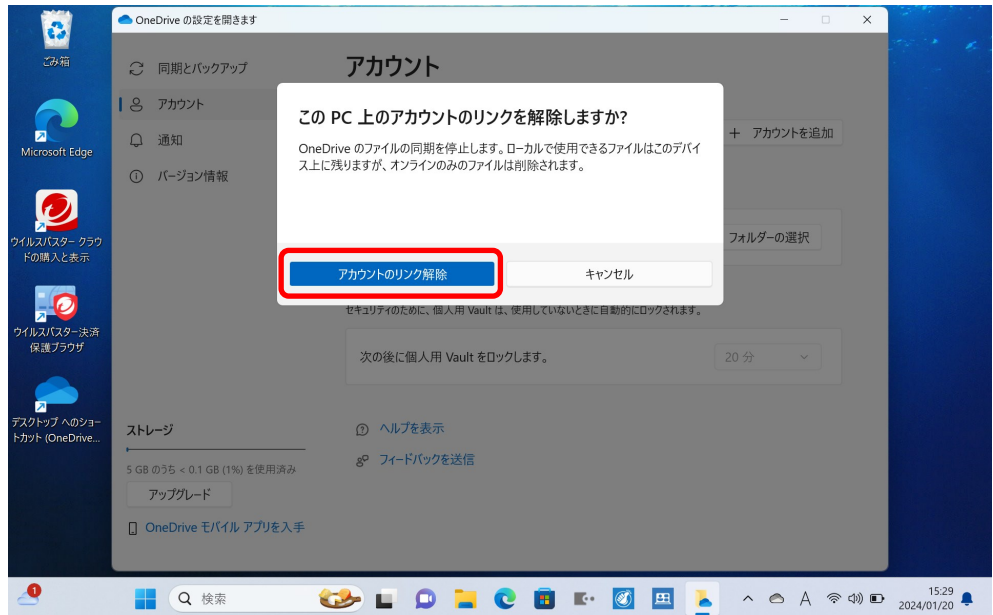 ごみ箱
Microsoft Edge
ウイルスバスター クラウ
ドの購入と表示
ウイルスバスター決済
保護ブラウザ
デスクトップ へのショー
トカット (OneDrive...
OneDrive の設定を開きます
同期とバックアップ
アカウント
通知
バージョン情報
アカウント
アカウントを追加
この PC 上のアカウントのリンクを解除しますか?
OneDrive のファイルの同期を停止します。ローカルで使用できるファイルはこのデバイ
ス上に残りますが、オンラインのみのファイルは削除されます。
フォルダーの選択
アカウントのリンク解除
キャンセル
セキュリティのために、個人用 Vault は、使用していないときに自動的にロックされます。
次の後に個人用 Vault をロックします。
20 分
ストレージ
5 GB のうち < 0.1 GB (1%) を使用済み
アップグレード
OneDrive モバイル アプリを入手
ヘルプを表示
フィードバックを送信
1
検索
A
15:29
2024/01/20